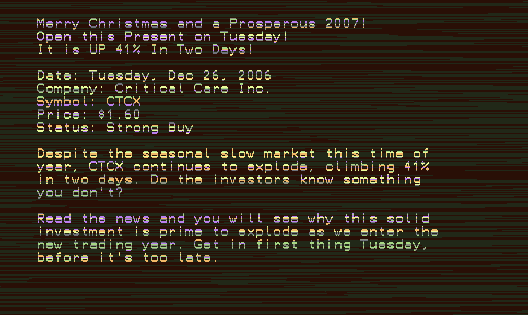 Merry Christmas and a Prosperous 2007!
Open this Present on Tuesday!
It is UP 41% In Two Days!
Date: Tuesday, Dec 26, 2006
Company: Critical Care Inc.
Symbol: CTCX
Price: $1.60
Status: Strong Buy
Despite the seasonal slow market this time of
year, CTCX continues to explode, climbing 41%
in two days. Do the investors know something
you don't?
Read the news and you will see why this solid
investment is prime to explode as we enter the
new trading year. Get in first thing Tuesday,
before it's too late.